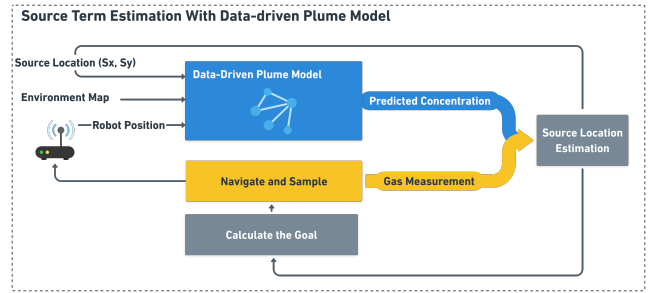 Source Term Estimation With Data-driven Plume Model
Source Location (Sx, Sy)
Data-Driven Plume Model
Environment Map
Predicted Concentration
Robot Position
Source Location
Estimation
Navigate and Sample
Gas Measurement
Calculate the Goal